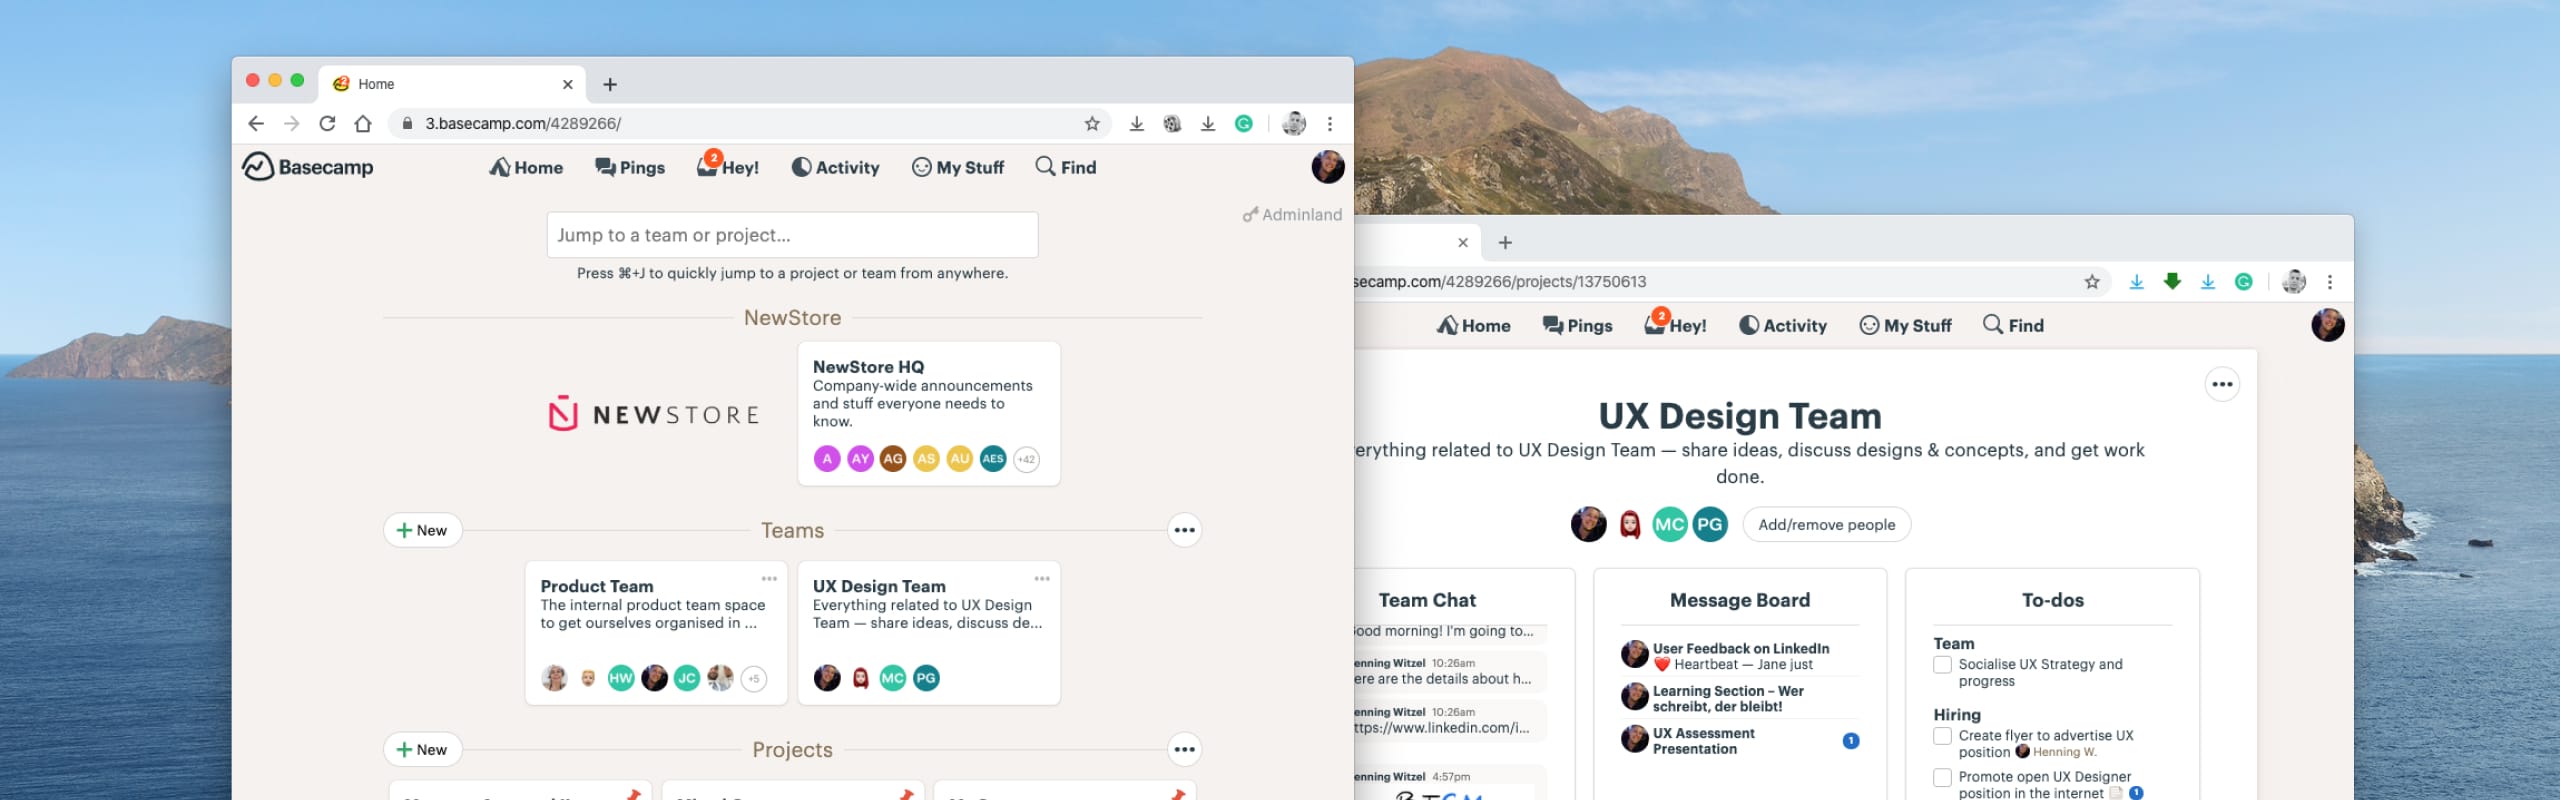 Home
3.basecamp.com/4289266/
Basecamp
Home
Pings
2
Hey!
Activity
My Stuff
Find
Adminland
Jump to a team or project...
Press ⌘+J to quickly jump to a project or team from anywhere.
NewStore
NEWSTORE
NewStore HQ
Company-wide announcements
and stuff everyone needs to
know.
A AY AG AS AU AES +42
New
Teams
Product Team
The internal product team space
to get ourselves organised in ...
HW JC +5
UX Design Team
Everything related to UX Design
Team — share ideas, discuss de...
MC PG
New
Projects
secamp.com/4289266/projects/13750613
Home
Pings
2
Hey!
Activity
My Stuff
Find
UX Design Team
erything related to UX Design Team — share ideas, discuss designs & concepts, and get work
done.
MC PG
Add/remove people
Team Chat
ood morning! I'm going to...
enning Witzel 10:26am
ere are the details about h...
enning Witzel 10:26am
ttps://www.linkedin.com/i...
enning Witzel 4:57pm
Message Board
User Feedback on LinkedIn
❤️ Heartbeat — Jane just
Learning Section – Wer
schreibt, der bleibt!
UX Assessment
Presentation
1
To-dos
Team
Socialise UX Strategy and
progress
Hiring
Create flyer to advertise UX
position Henning W.
Promote open UX Designer
position in the internet 1